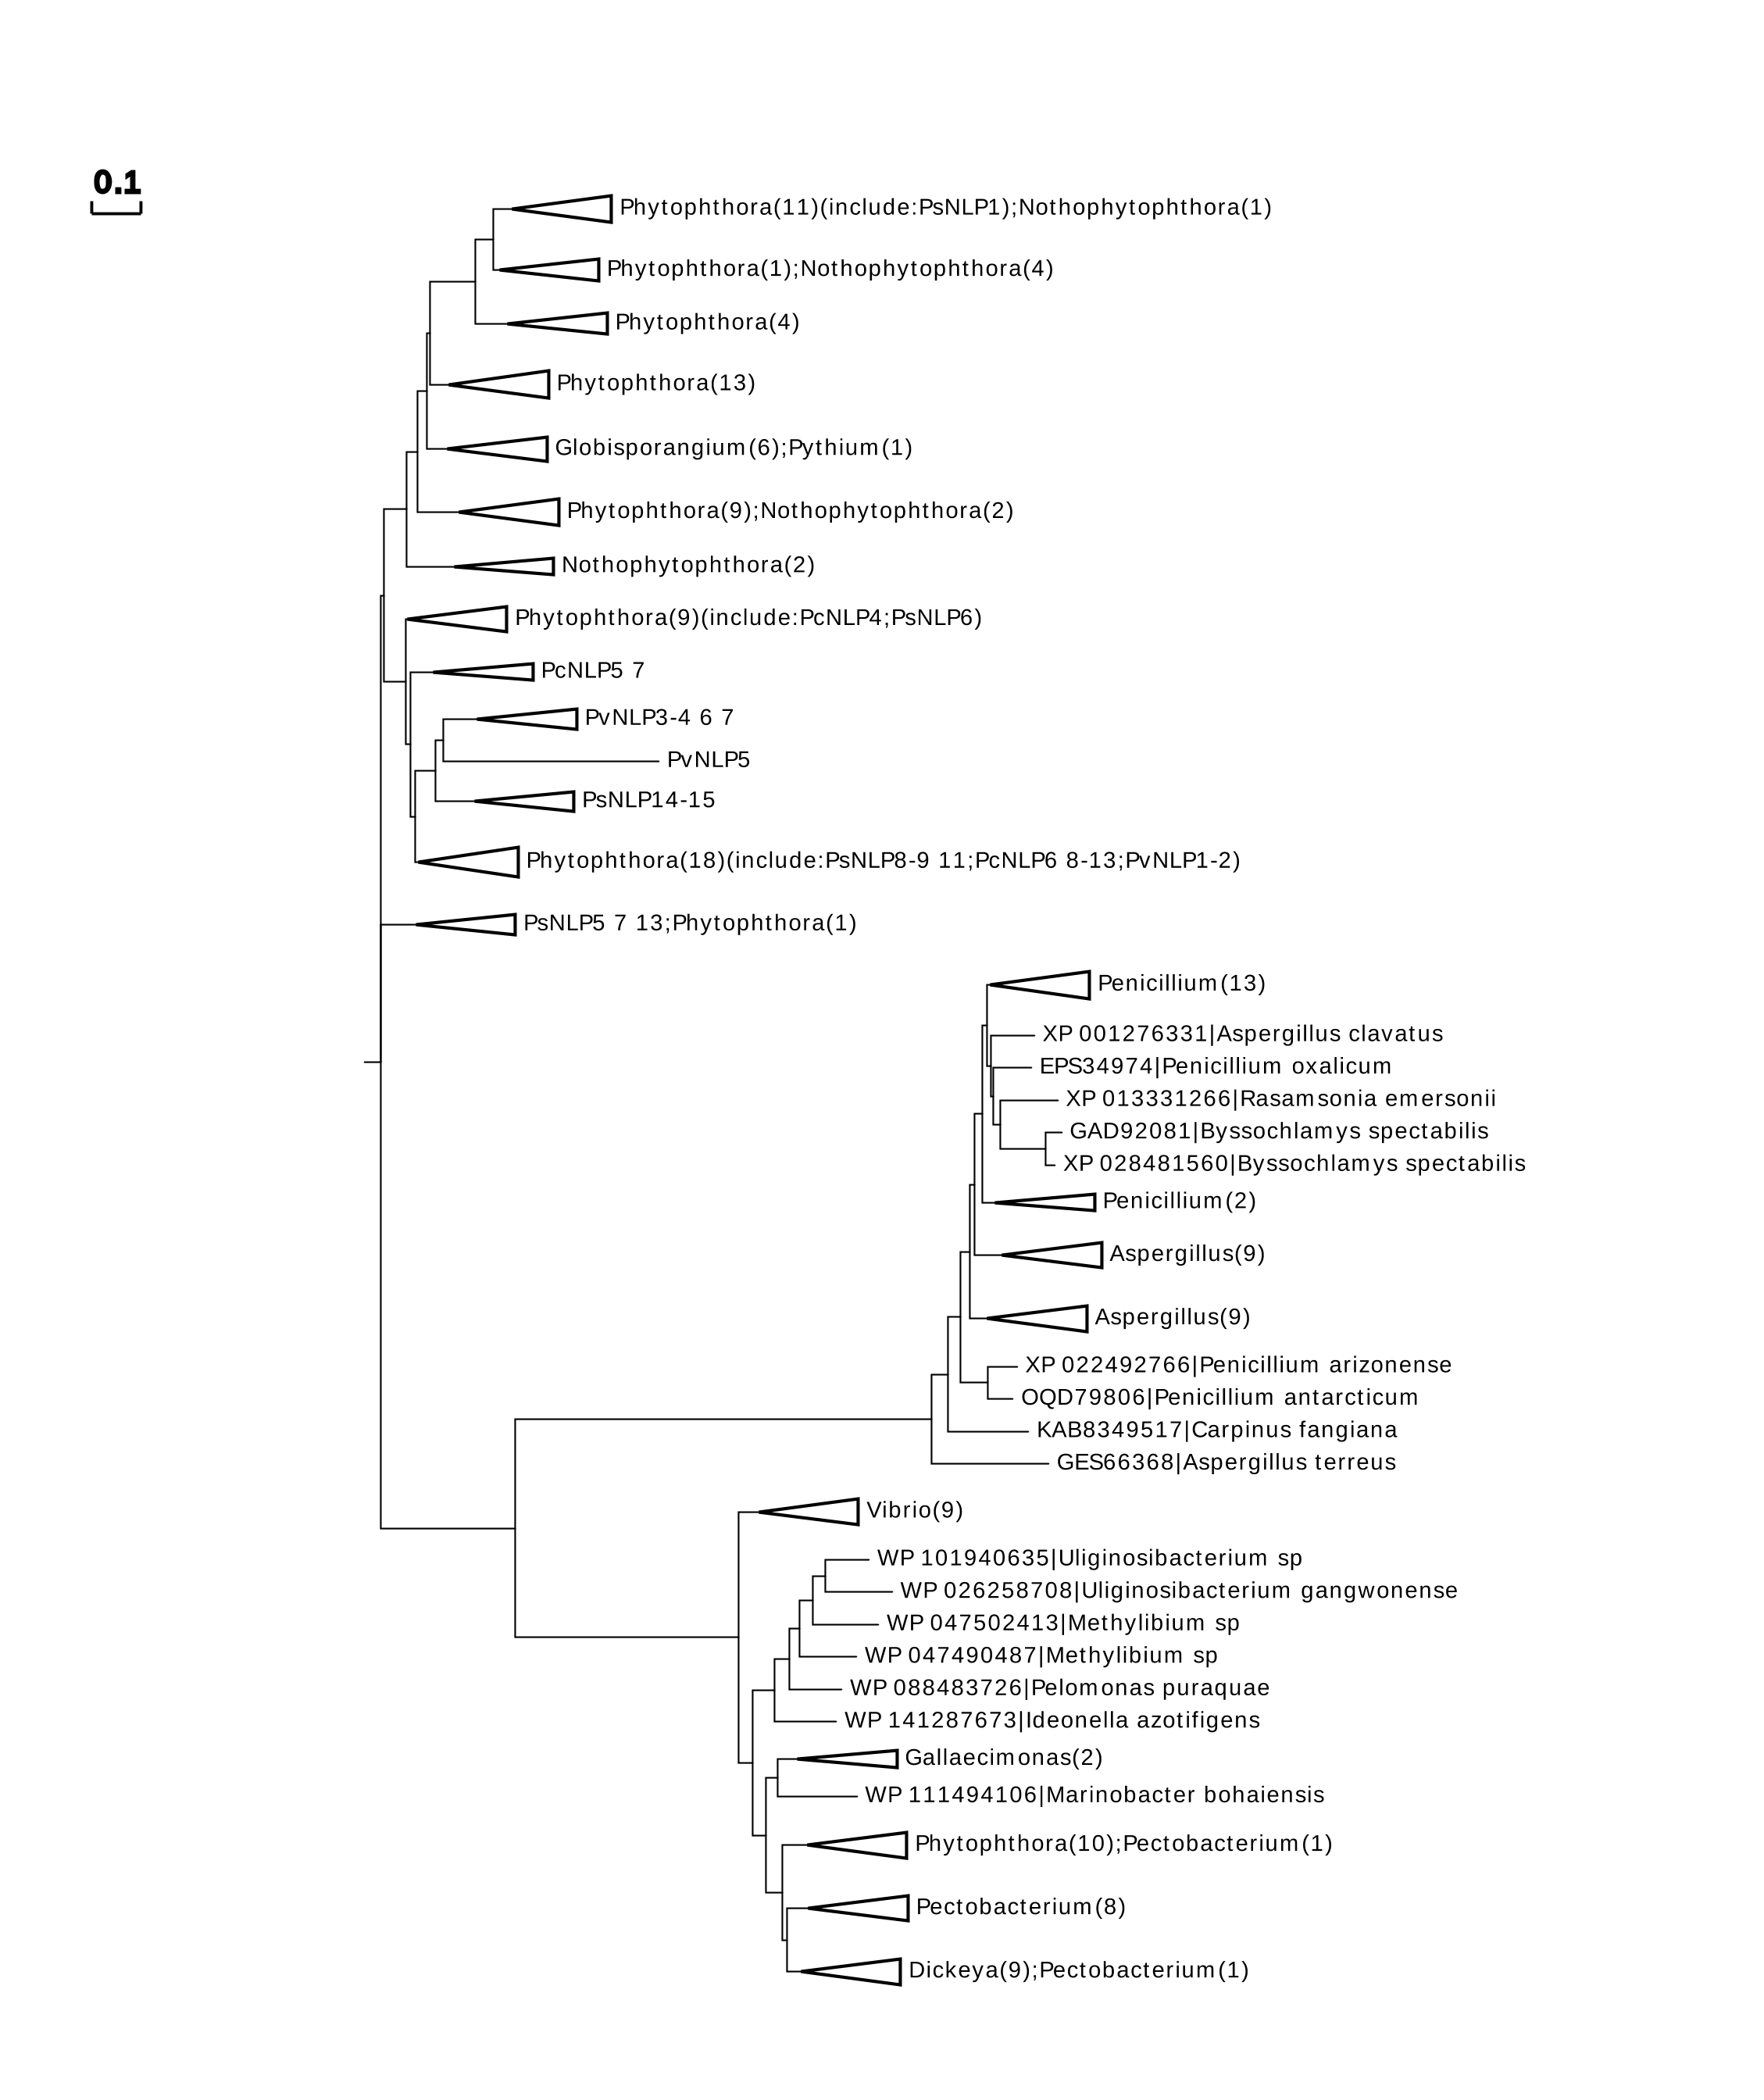 0.1
Phytophthora(11)(include:PsNLP1);Nothophytophthora(1)
Phytophthora(1);Nothophytophthora(4)
Phytophthora(4)
Phytophthora(13)
Globisporangium(6);Pythium(1)
Phytophthora(9);Nothophytophthora(2)
Nothophytophthora(2)
Phytophthora(9)(include:PcNLP4;PsNLP6)
PcNLP5 7
PvNLP3-4 6 7
PvNLP5
PsNLP14-15
Phytophthora(18)(include:PsNLP8-9 11;PcNLP6 8-13;PvNLP1-2)
PsNLP5 7 13;Phytophthora(1)
Penicillium(13)
XP 001276331|Aspergillus clavatus
EPS34974|Penicillium oxalicum
XP 013331266|Rasamsonia emersonii
GAD92081|Byssochlamys spectabilis
XP 028481560|Byssochlamys spectabilis
Penicillium(2)
Aspergillus(9)
Aspergillus(9)
XP 022492766|Penicillium arizonense
OQD79806|Penicillium antarcticum
KAB8349517|Carpinus fangiana
GES66368|Aspergillus terreus
Vibrio(9)
WP 101940635|Uliginosibacterium sp
WP 026258708|Uliginosibacterium gangwonense
WP 047502413|Methylibium sp
WP 047490487|Methylibium sp
WP 088483726|Pelomonas puraquae
WP 141287673|Ideonella azotifigens
Gallaecimonas(2)
WP 111494106|Marinobacter bohaiensis
Phytophthora(10);Pectobacterium(1)
Pectobacterium(8)
Dickeya(9);Pectobacterium(1)